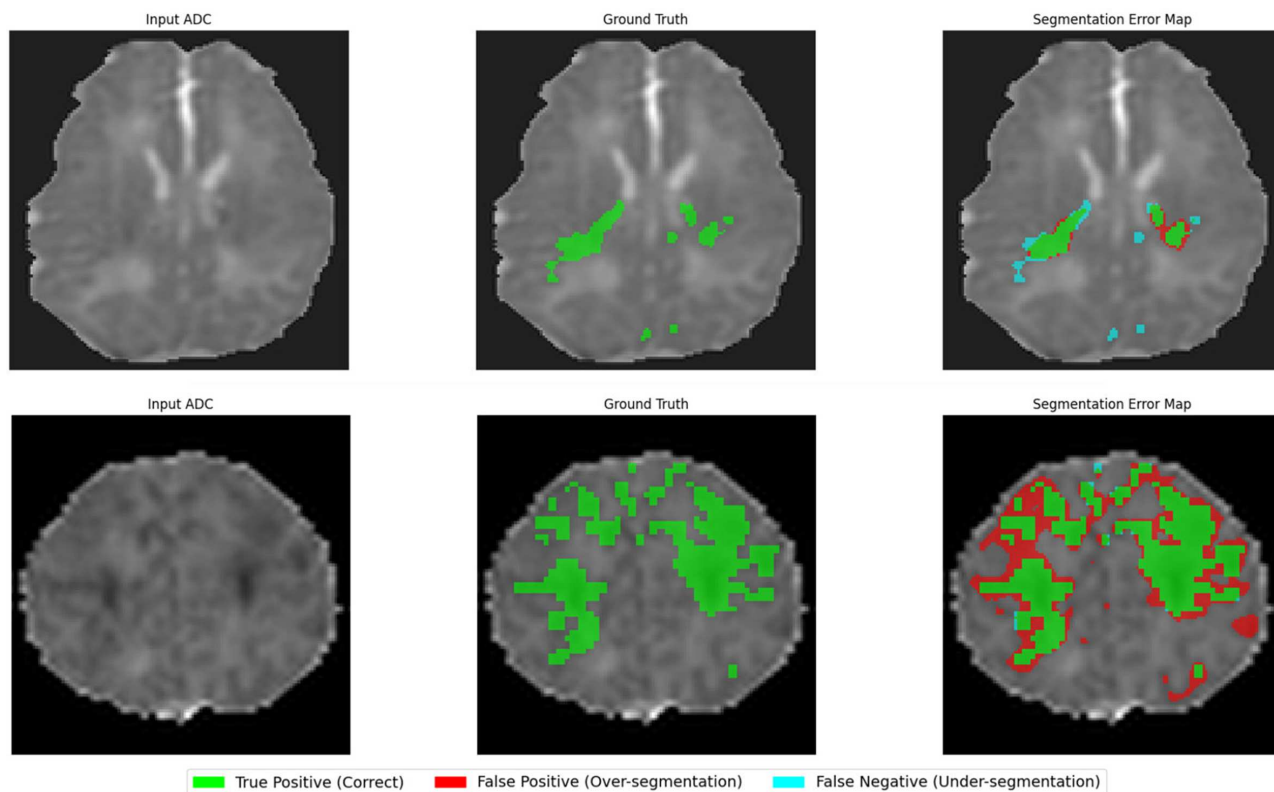 Input ADC
Ground Truth
Segmentation Error Map
Input ADC
Ground Truth
Segmentation Error Map
True Positive (Correct)
False Positive (Over-segmentation)
False Negative (Under-segmentation)